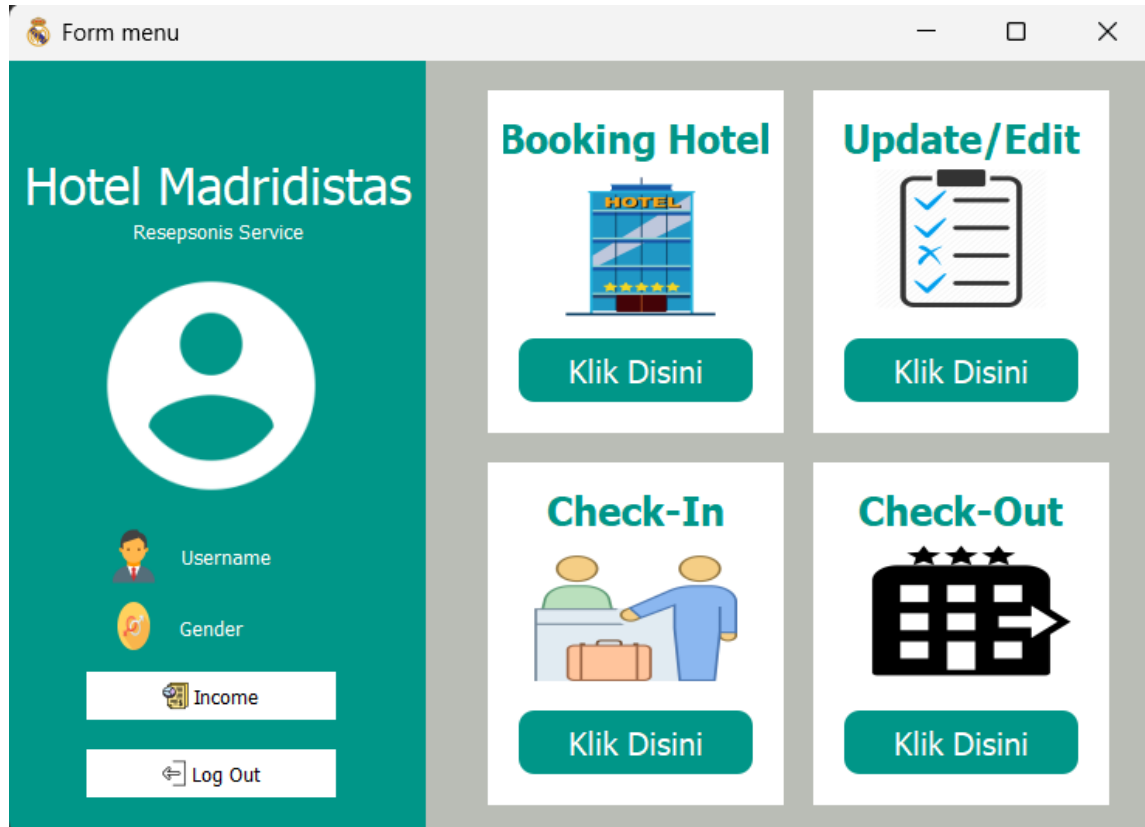 Form menu
Hotel Madridistas
Resepsonis Service
Username
Gender
Income
Log Out
Booking Hotel
HOTEL
Klik Disini
Update/Edit
Klik Disini
Check-In
Klik Disini
Check-Out
Klik Disini